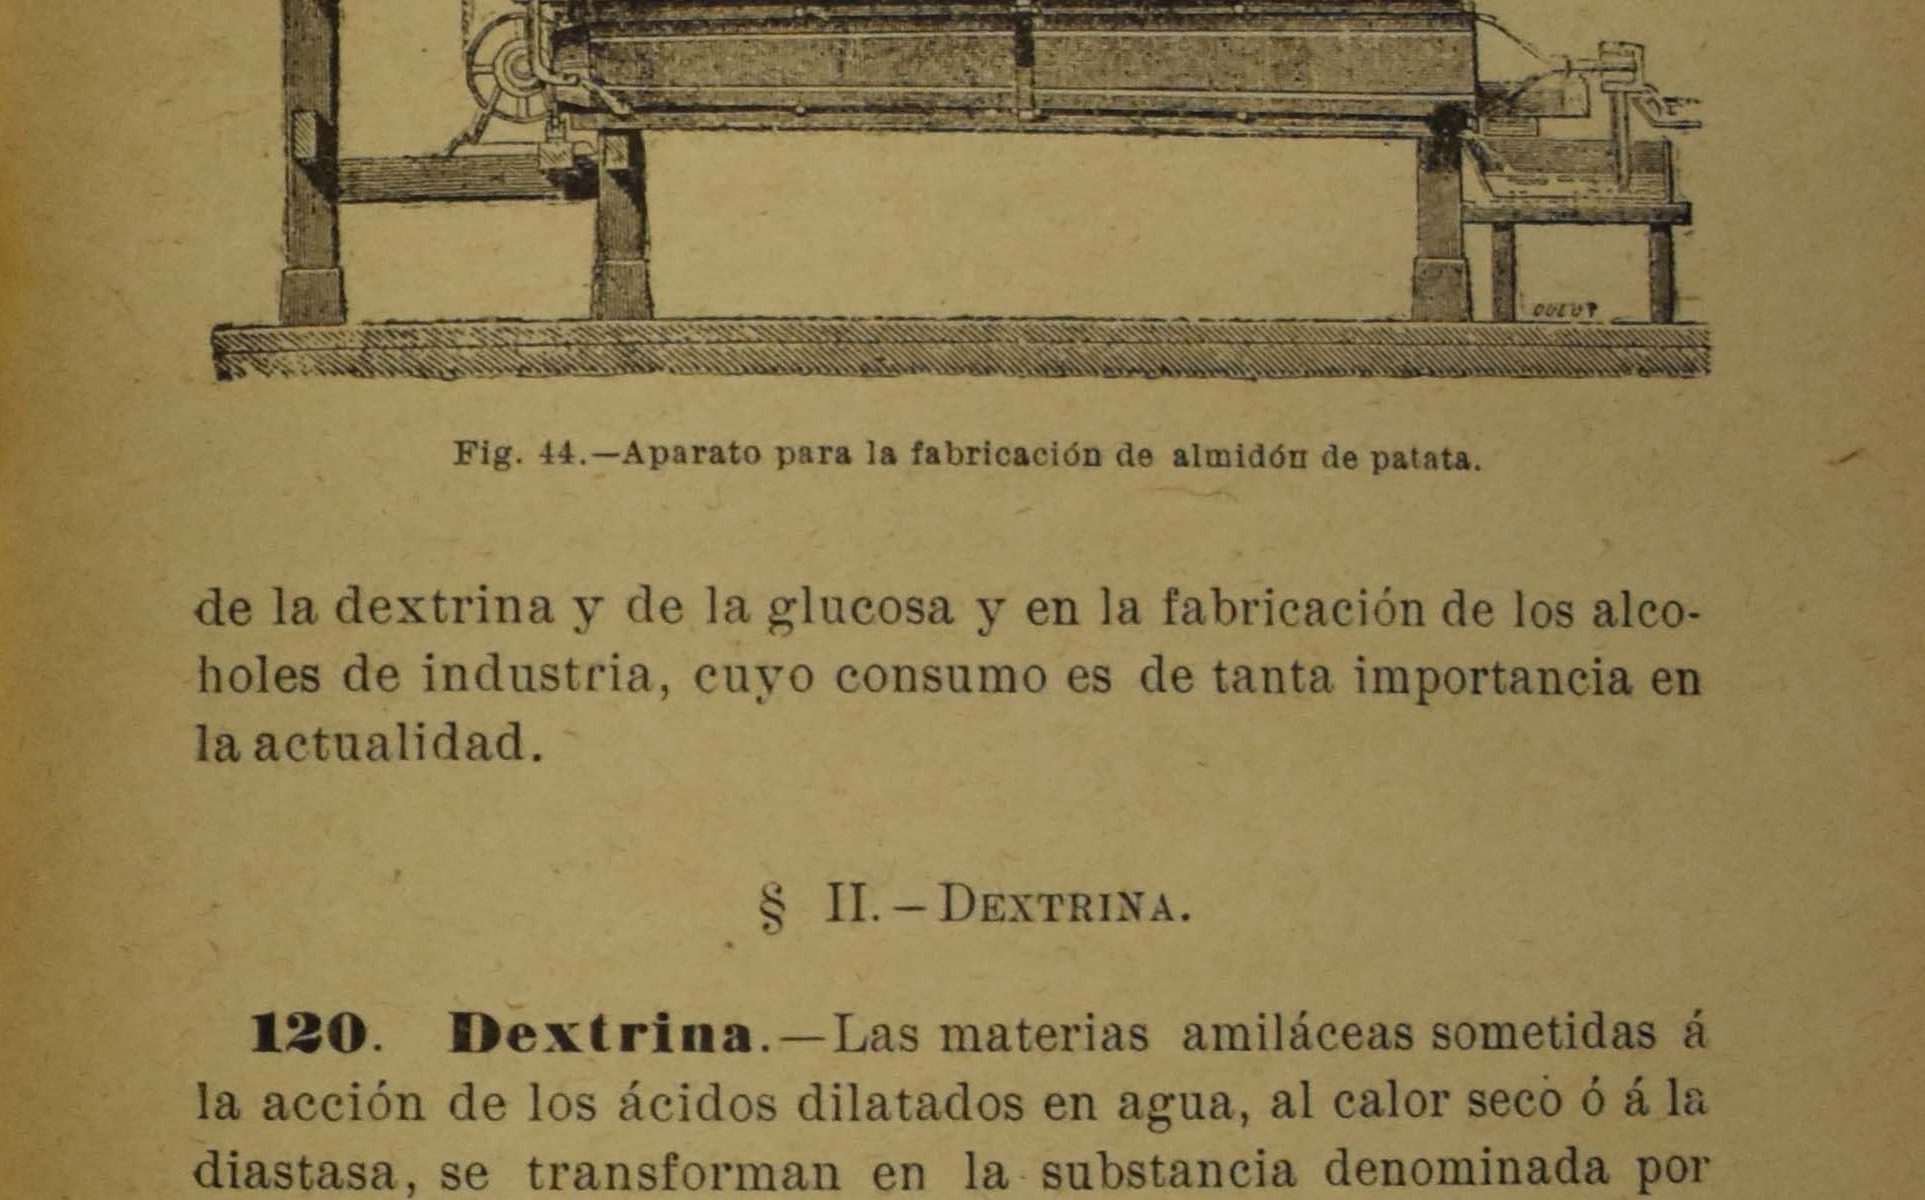 Fig. 44.—Aparato para la fabricación de almidón de patata.
de la dextrina y de la glucosa y en la fabricación de los alco-
holes de industria, cuyo consumo es de tanta importancia en
la actualidad.
§ II.—DEXTRINA.
120. Dextrina.—Las materias amiláceas sometidas á
la acción de los ácidos dilatados en agua, al calor seco ó á la
diastasa, se transforman en la substancia denominada por